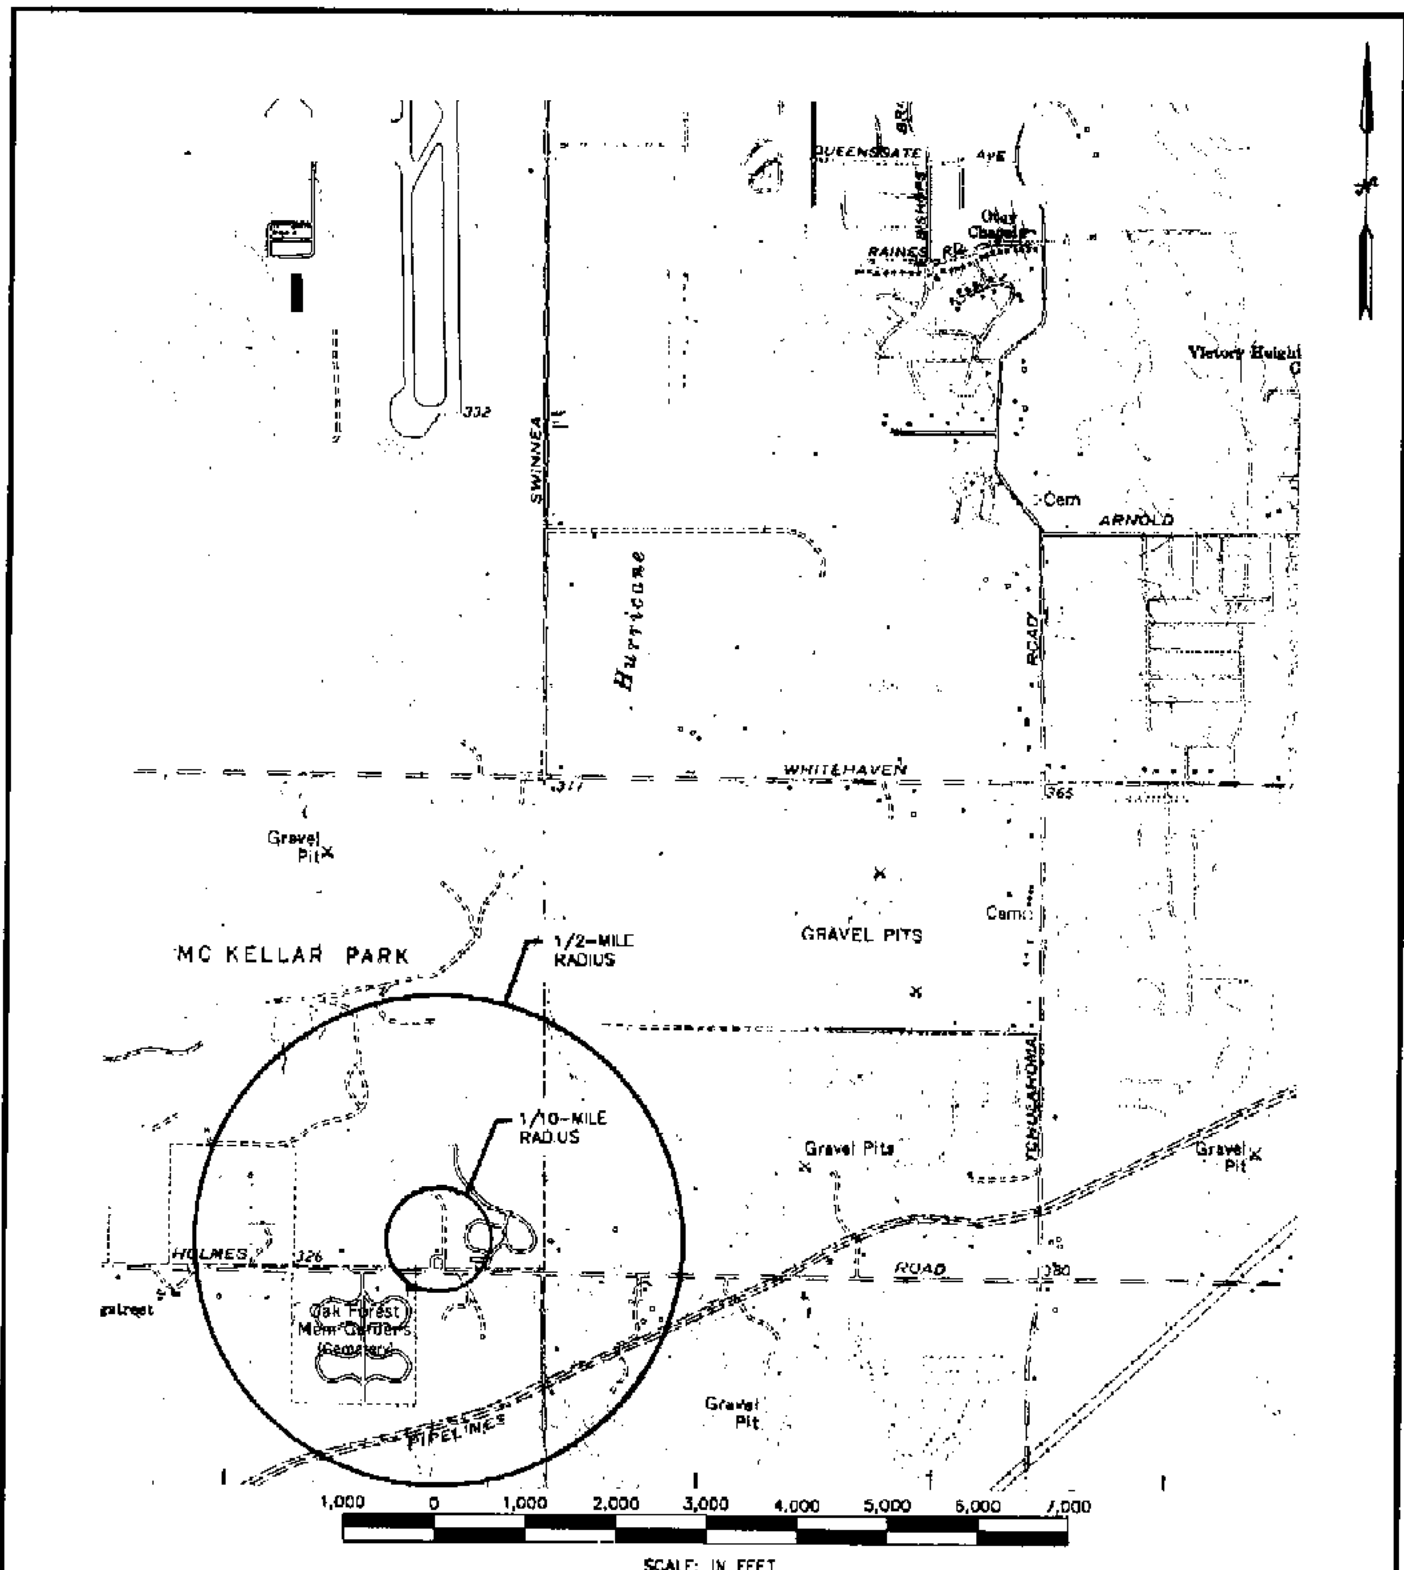 QUEENSGATE AVE
BISHOPS
Chapel
RAINES RD
Victory Height
332
SWINNEA
Cem
ARNOLD
Hurricane
ROAD
WHITEHAVEN
377
365
Gravel
Pit
Cem
GRAVEL PITS
MC KELLAR PARK
1/2-MILE
RADIUS
TCHULAHOMA
1/10-MILE
RADIUS
Gravel Pits
Gravel
Pit
HOLMES
326
ROAD
380
Oak Forest
Mem Gardens
(Cemetery)
Gravel
Pit
PIPELINES
1,000 0 1,000 2,000 3,000 4,000 5,000 6,000 7,000
SCALE: IN FEET